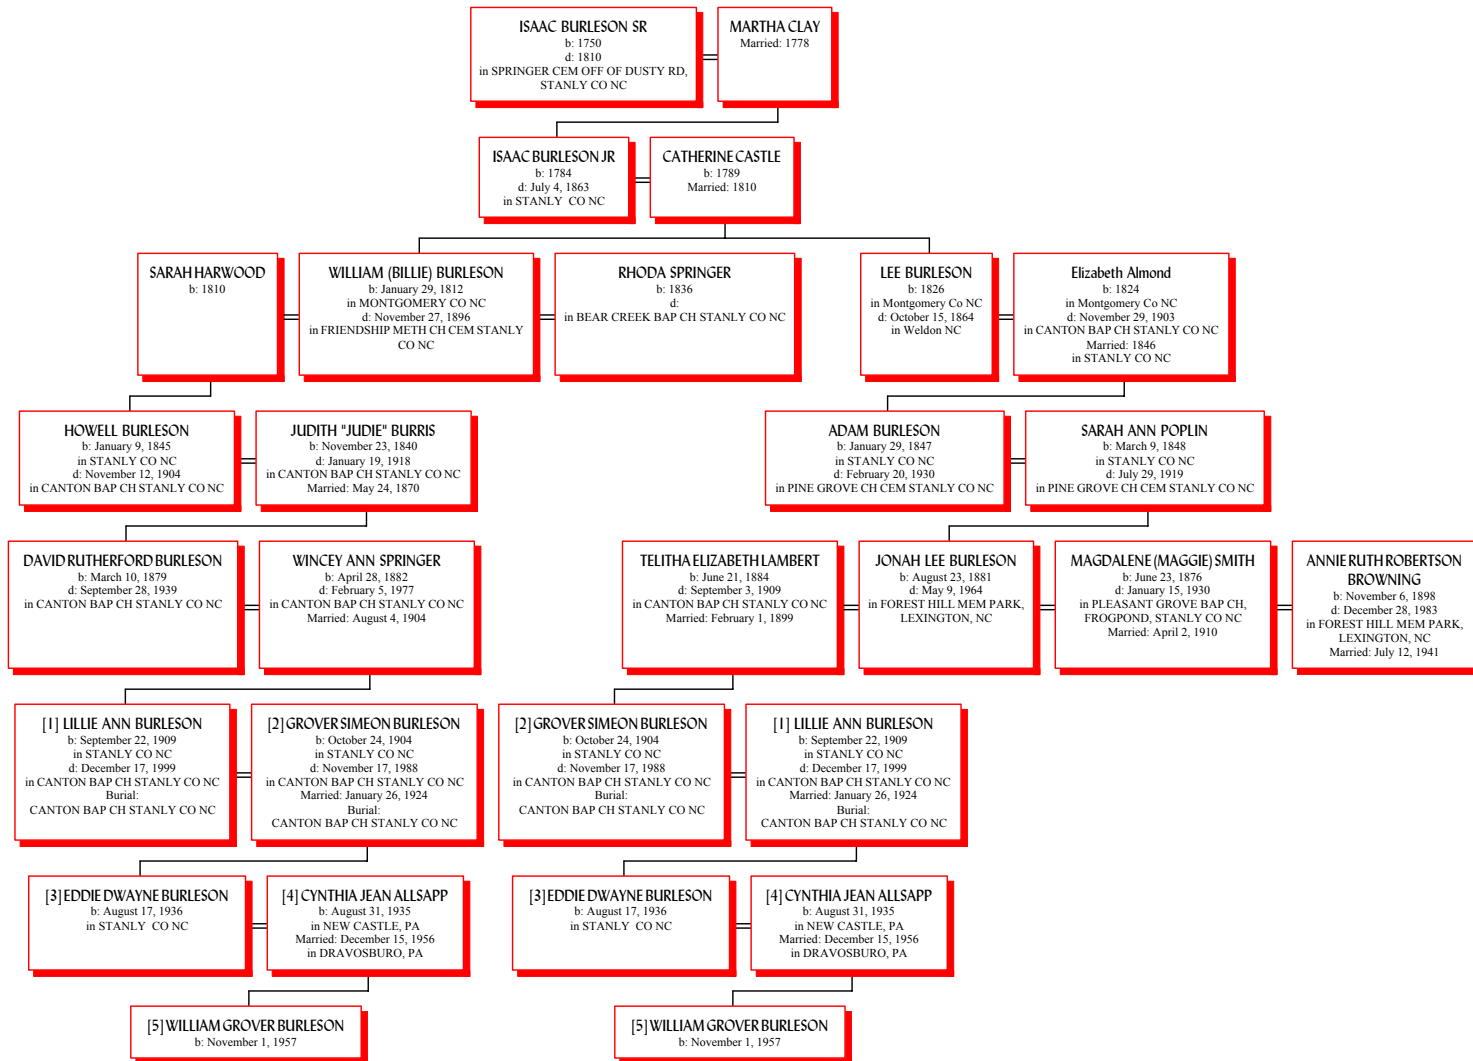 ISAAC BURLESON SR
b: 1750
d: 1810
in SPRINGER CEM OFF OF DUSTY RD,
STANLY CO NC
MARTHA CLAY
Married: 1778
ISAAC BURLESON JR
b: 1784
d: July 4, 1863
in STANLY CO NC
CATHERINE CASTLE
b: 1789
Married: 1810
SARAH HARWOOD
b: 1810
WILLIAM (BILLIE) BURLESON
b: January 29, 1812
in MONTGOMERY CO NC
d: November 27, 1896
in FRIENDSHIP METH CH CEM STANLY
CO NC
RHODA SPRINGER
b: 1836
d:
in BEAR CREEK BAP CH STANLY CO NC
LEE BURLESON
b: 1826
in Montgomery Co NC
d: October 15, 1864
in Weldon NC
Elizabeth Almond
b: 1824
in Montgomery Co NC
d: November 29, 1903
in CANTON BAP CH STANLY CO NC
Married: 1846
in STANLY CO NC
HOWELL BURLESON
b: January 9, 1845
in STANLY CO NC
d: November 12, 1904
in CANTON BAP CH STANLY CO NC
JUDITH "JUDIE" BURRIS
b: November 23, 1840
d: January 19, 1918
in CANTON BAP CH STANLY CO NC
Married: May 24, 1870
ADAM BURLESON
b: January 29, 1847
in STANLY CO NC
d: February 20, 1930
in PINE GROVE CH CEM STANLY CO NC
SARAH ANN POPLIN
b: March 9, 1848
in STANLY CO NC
d: July 29, 1919
in PINE GROVE CH CEM STANLY CO NC
DAVID RUTHERFORD BURLESON
b: March 10, 1879
d: September 28, 1939
in CANTON BAP CH STANLY CO NC
WINCEY ANN SPRINGER
b: April 28, 1882
d: February 5, 1977
in CANTON BAP CH STANLY CO NC
Married: August 4, 1904
TELITHA ELIZABETH LAMBERT
b: June 21, 1884
d: September 3, 1909
in CANTON BAP CH STANLY CO NC
Married: February 1, 1899
JONAH LEE BURLESON
b: August 23, 1881
d: May 9, 1964
in FOREST HILL MEM PARK,
LEXINGTON, NC
MAGDALENE (MAGGIE) SMITH
b: June 23, 1876
d: January 15, 1930
in PLEASANT GROVE BAP CH,
FROGPOND, STANLY CO NC
Married: April 2, 1910
ANNIE RUTH ROBERTSON
BROWNING
b: November 6, 1898
d: December 28, 1983
in FOREST HILL MEM PARK,
LEXINGTON, NC
Married: July 12, 1941
[1] LILLIE ANN BURLESON
b: September 22, 1909
in STANLY CO NC
d: December 17, 1999
in CANTON BAP CH STANLY CO NC
Burial:
CANTON BAP CH STANLY CO NC
[2] GROVER SIMEON BURLESON
b: October 24, 1904
in STANLY CO NC
d: November 17, 1988
in CANTON BAP CH STANLY CO NC
Married: January 26, 1924
Burial:
CANTON BAP CH STANLY CO NC
[2] GROVER SIMEON BURLESON
b: October 24, 1904
in STANLY CO NC
d: November 17, 1988
in CANTON BAP CH STANLY CO NC
Burial:
CANTON BAP CH STANLY CO NC
[1] LILLIE ANN BURLESON
b: September 22, 1909
in STANLY CO NC
d: December 17, 1999
in CANTON BAP CH STANLY CO NC
Married: January 26, 1924
Burial:
CANTON BAP CH STANLY CO NC
[3] EDDIE DWAYNE BURLESON
b: August 17, 1936
in STANLY CO NC
[4] CYNTHIA JEAN ALLSAPP
b: August 31, 1935
in NEW CASTLE, PA
Married: December 15, 1956
in DRAVOSBURO, PA
[3] EDDIE DWAYNE BURLESON
b: August 17, 1936
in STANLY CO NC
[4] CYNTHIA JEAN ALLSAPP
b: August 31, 1935
in NEW CASTLE, PA
Married: December 15, 1956
in DRAVOSBURO, PA
[5] WILLIAM GROVER BURLESON
b: November 1, 1957
[5] WILLIAM GROVER BURLESON
b: November 1, 1957